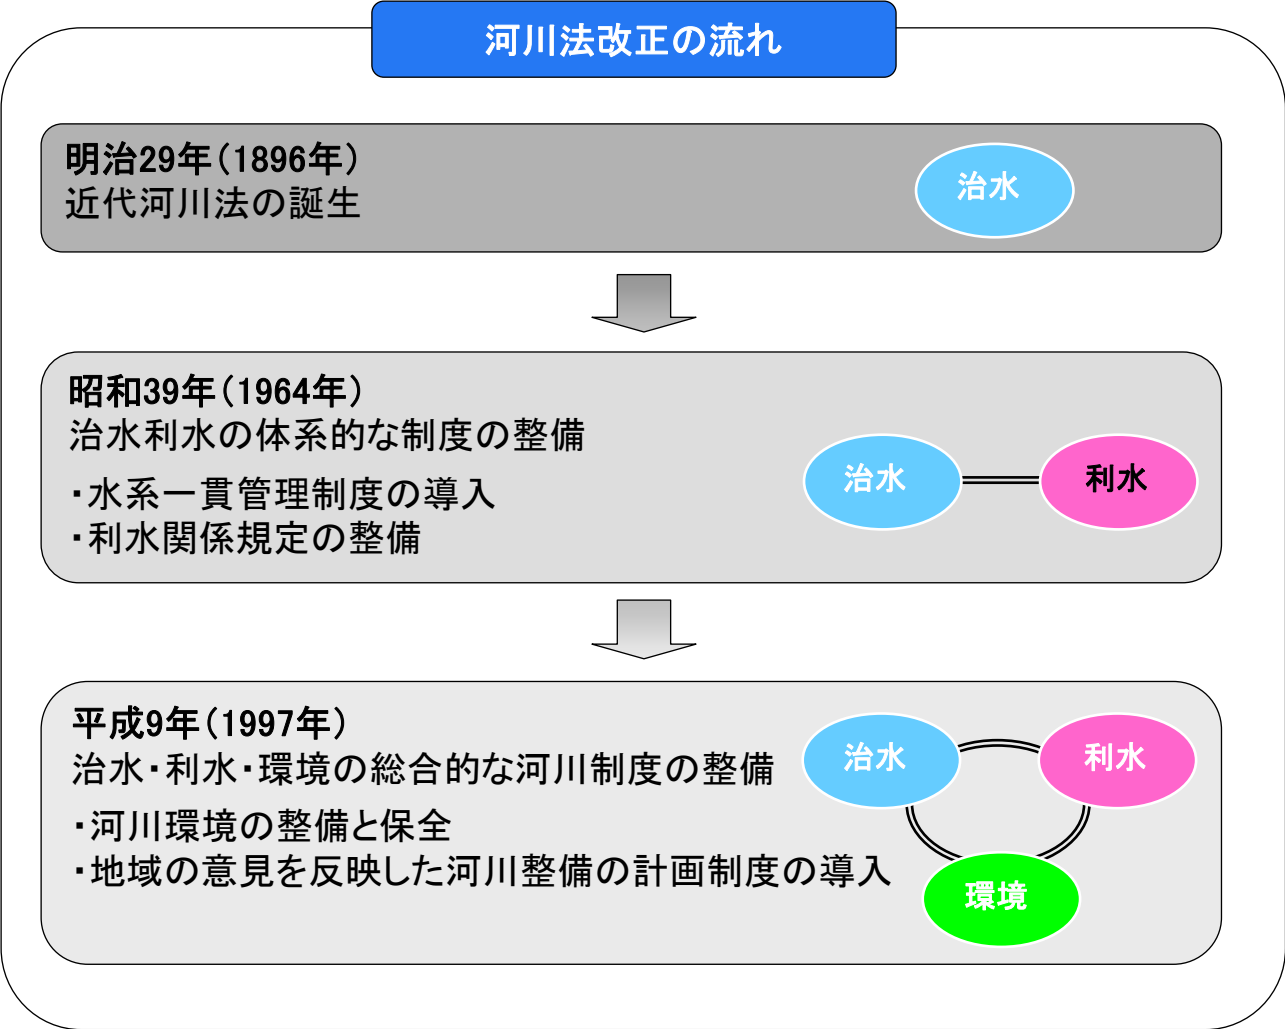 河川法改正の流れ
明治29年(1896年)
近代河川法の誕生
治水
昭和39年(1964年)
治水利水の体系的な制度の整備
・水系一貫管理制度の導入
・利水関係規定の整備
治水
利水
平成9年(1997年)
治水・利水・環境の総合的な河川制度の整備
・河川環境の整備と保全
・地域の意見を反映した河川整備の計画制度の導入
治水
利水
環境